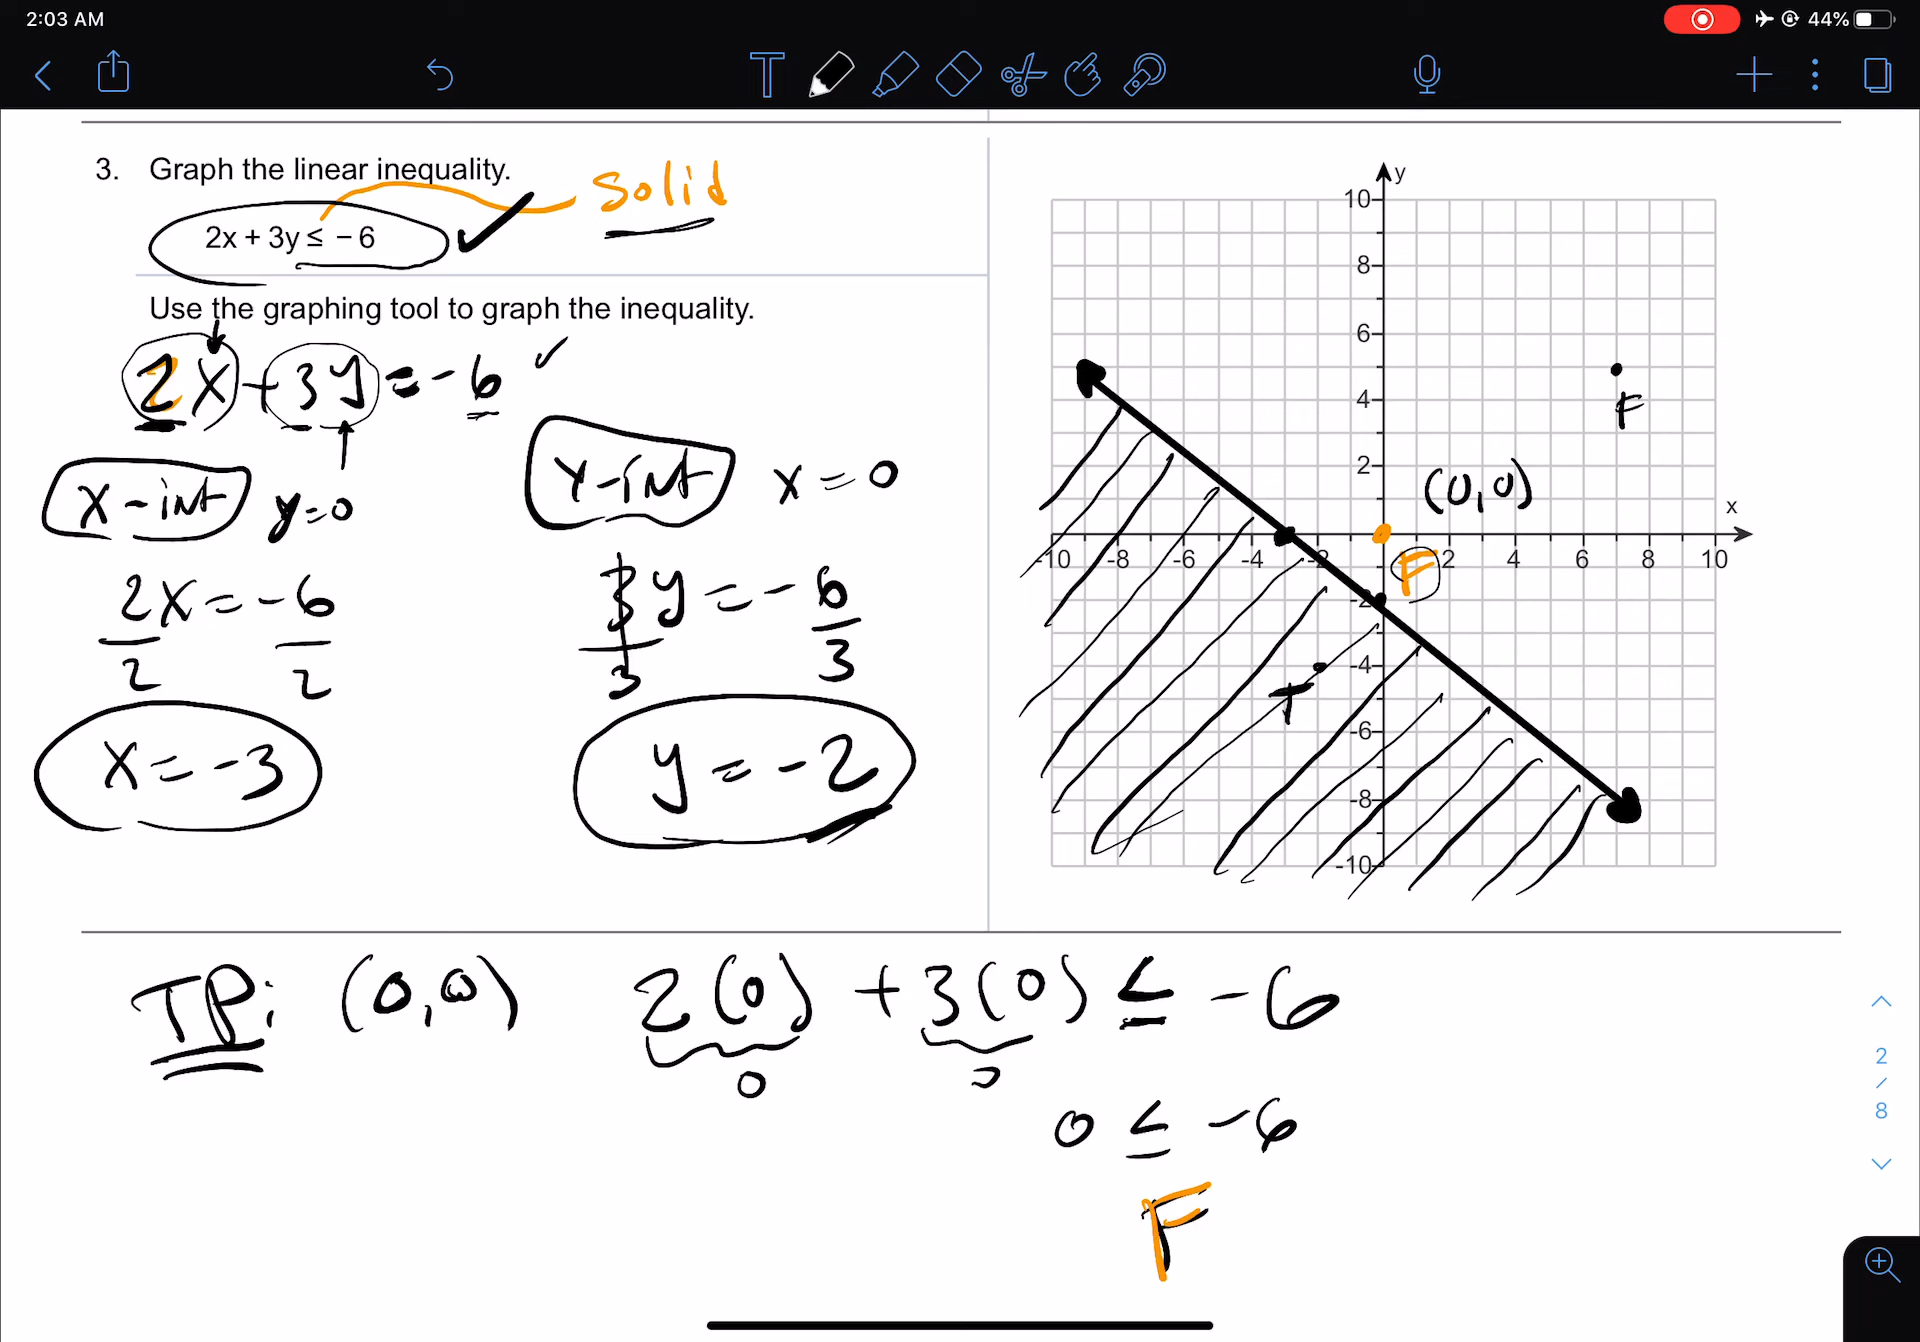 2:03 AM
44%
3. Graph the linear inequality.
Solid
2x + 3y ≤ − 6
Use the graphing tool to graph the inequality.
2x + 3y = -6
x-int y=0
2x = -6
2 2
x = -3
y-int x = 0
3y = -6
3 3
y = -2
y
10
8
6
4
2
F
(0,0)
x
-10 -8 -6 -4 -2 2 4 6 8 10
F
-2
-4
T
-6
-8
-10
TP: (0,0) 2(0) + 3(0) ≤ -6
0 0
0 ≤ -6
F
2
/
8